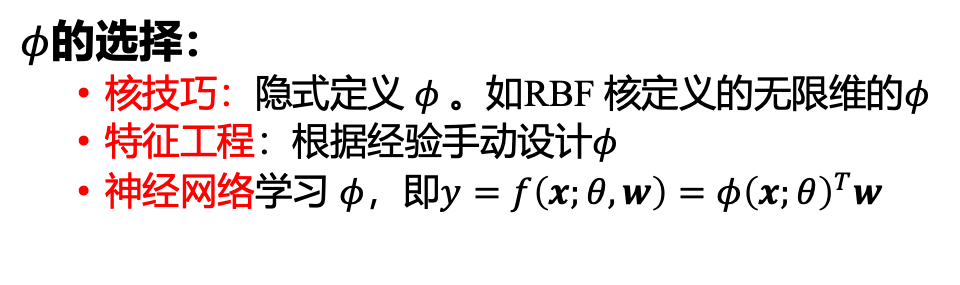 𝜙的选择：
• 核技巧：隐式定义 𝜙 。如RBF 核定义的无限维的𝜙
• 特征工程：根据经验手动设计𝜙
• 神经网络学习 𝜙，即𝑦 = 𝑓(𝒙; 𝜃, 𝒘) = 𝜙(𝒙; 𝜃)ᵀ𝒘